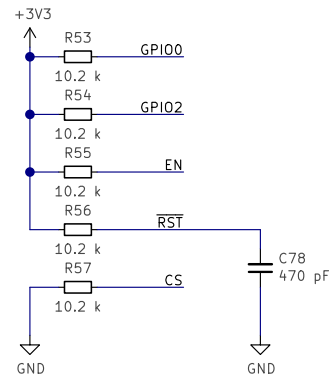 +3V3
R53
GPIO0
10.2 k
R54
GPIO2
10.2 k
R55
EN
10.2 k
R56
RST
10.2 k
C78
470 pF
R57
CS
10.2 k
GND
GND